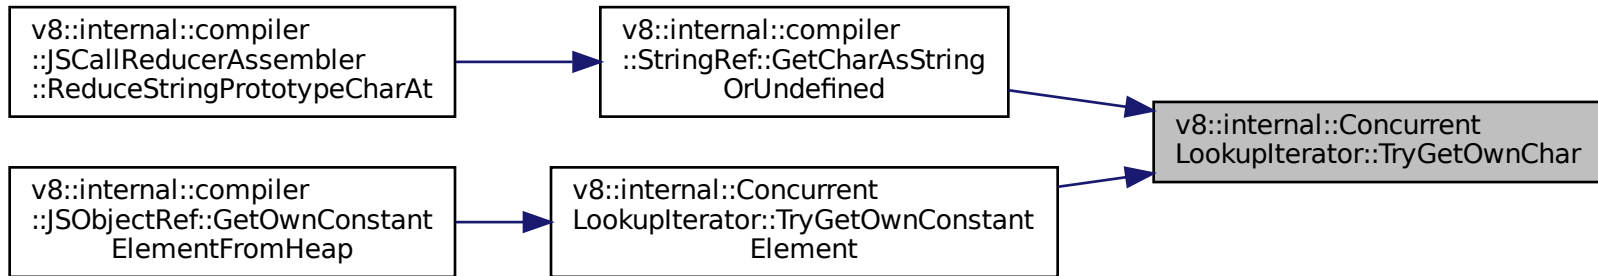 v8::internal::compiler
::JSCallReducerAssembler
::ReduceStringPrototypeCharAt
v8::internal::compiler
::StringRef::GetCharAsString
OrUndefined
v8::internal::Concurrent
LookupIterator::TryGetOwnChar
v8::internal::compiler
::JSObjectRef::GetOwnConstant
ElementFromHeap
v8::internal::Concurrent
LookupIterator::TryGetOwnConstant
Element